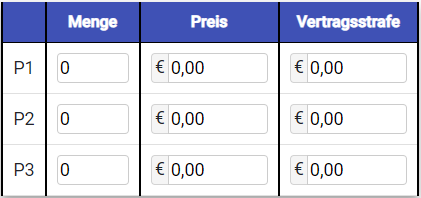 Menge Preis Vertragsstrafe
P1 0 € 0,00 € 0,00
P2 0 € 0,00 € 0,00
P3 0 € 0,00 € 0,00